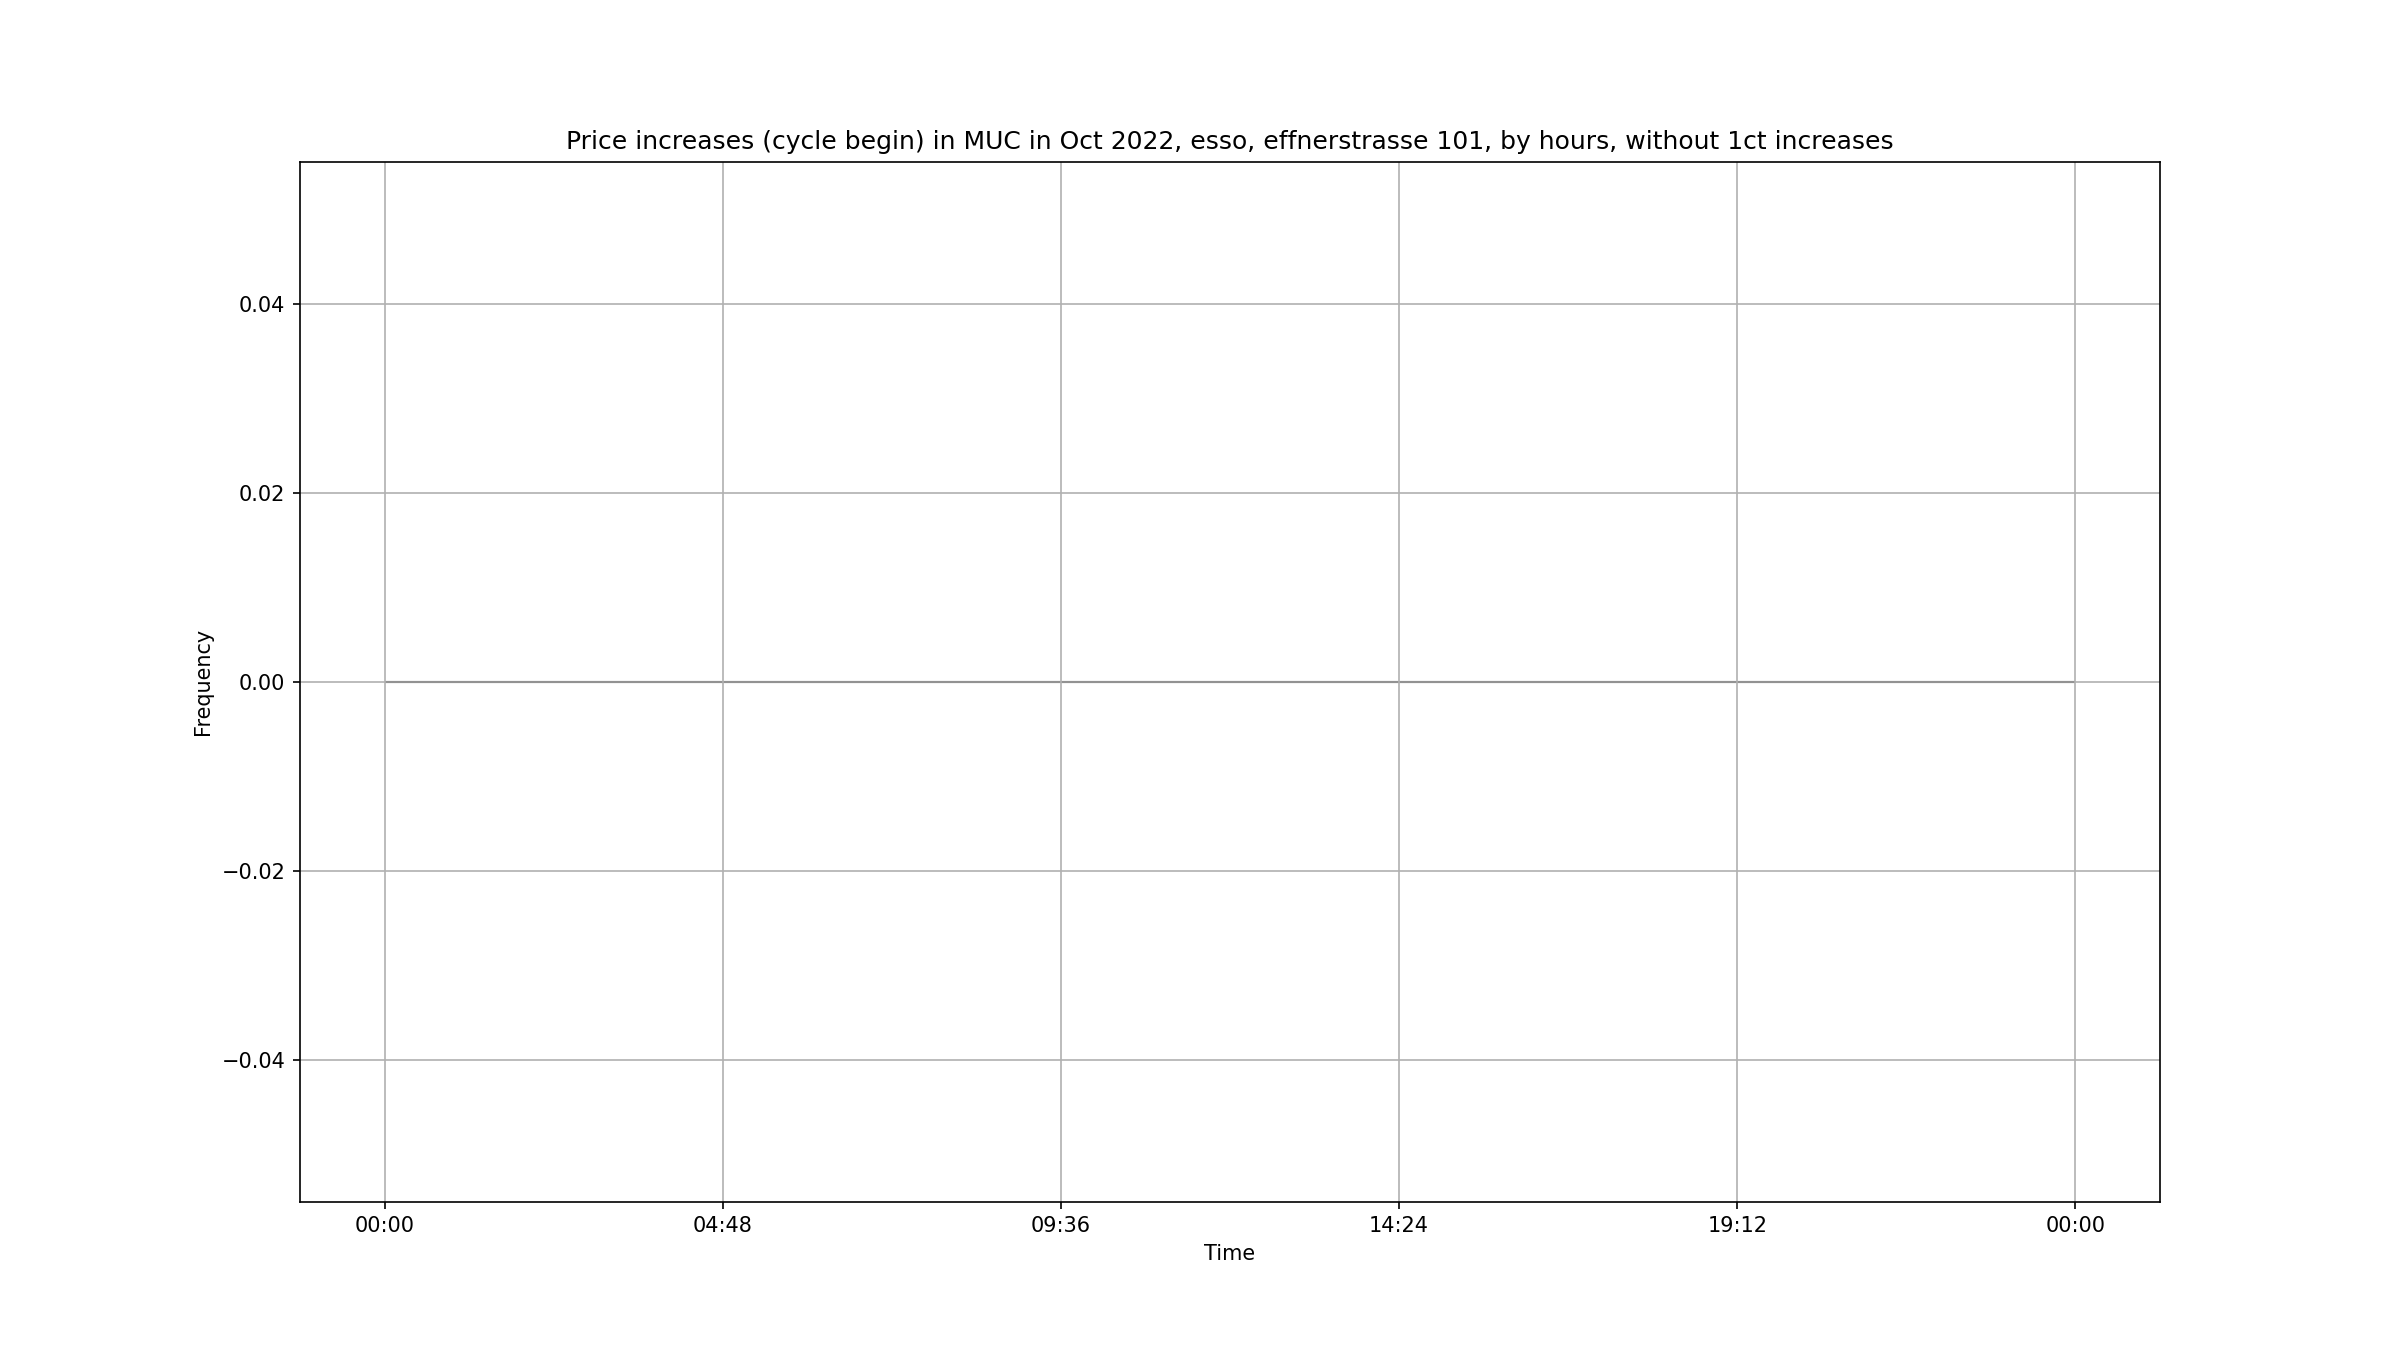 Price increases (cycle begin) in MUC in Oct 2022, esso, effnerstrasse 101, by hours, without 1ct increases
0.04
0.02
0.00
−0.02
−0.04
Frequency
00:00 04:48 09:36 14:24 19:12 00:00
Time